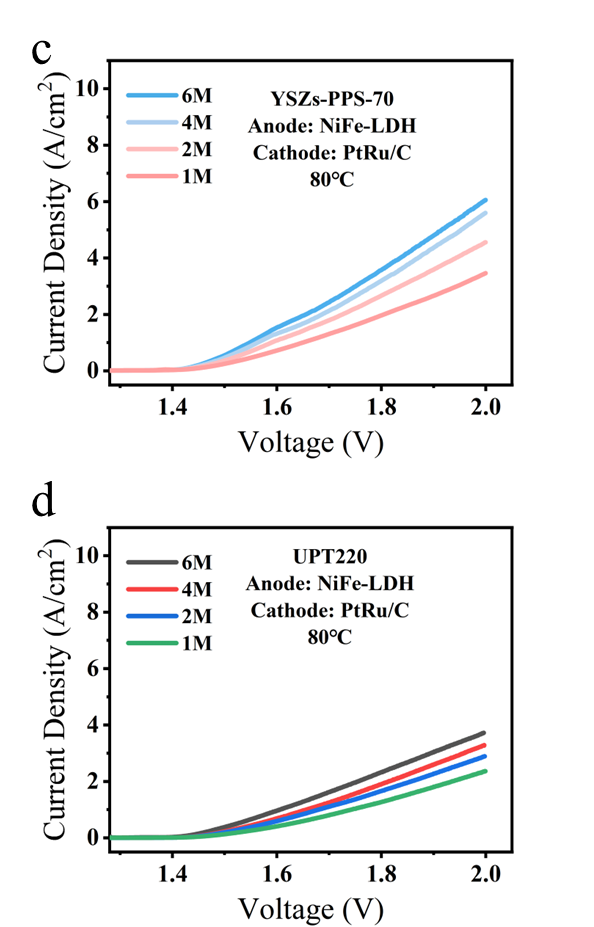 c
Current Density (A/cm²)
10
8
6
4
2
0
6M
4M
2M
1M
YSZs-PPS-70
Anode: NiFe-LDH
Cathode: PtRu/C
80℃
1.4
1.6
1.8
2.0
Voltage (V)
d
Current Density (A/cm²)
10
8
6
4
2
0
6M
4M
2M
1M
UPT220
Anode: NiFe-LDH
Cathode: PtRu/C
80℃
1.4
1.6
1.8
2.0
Voltage (V)